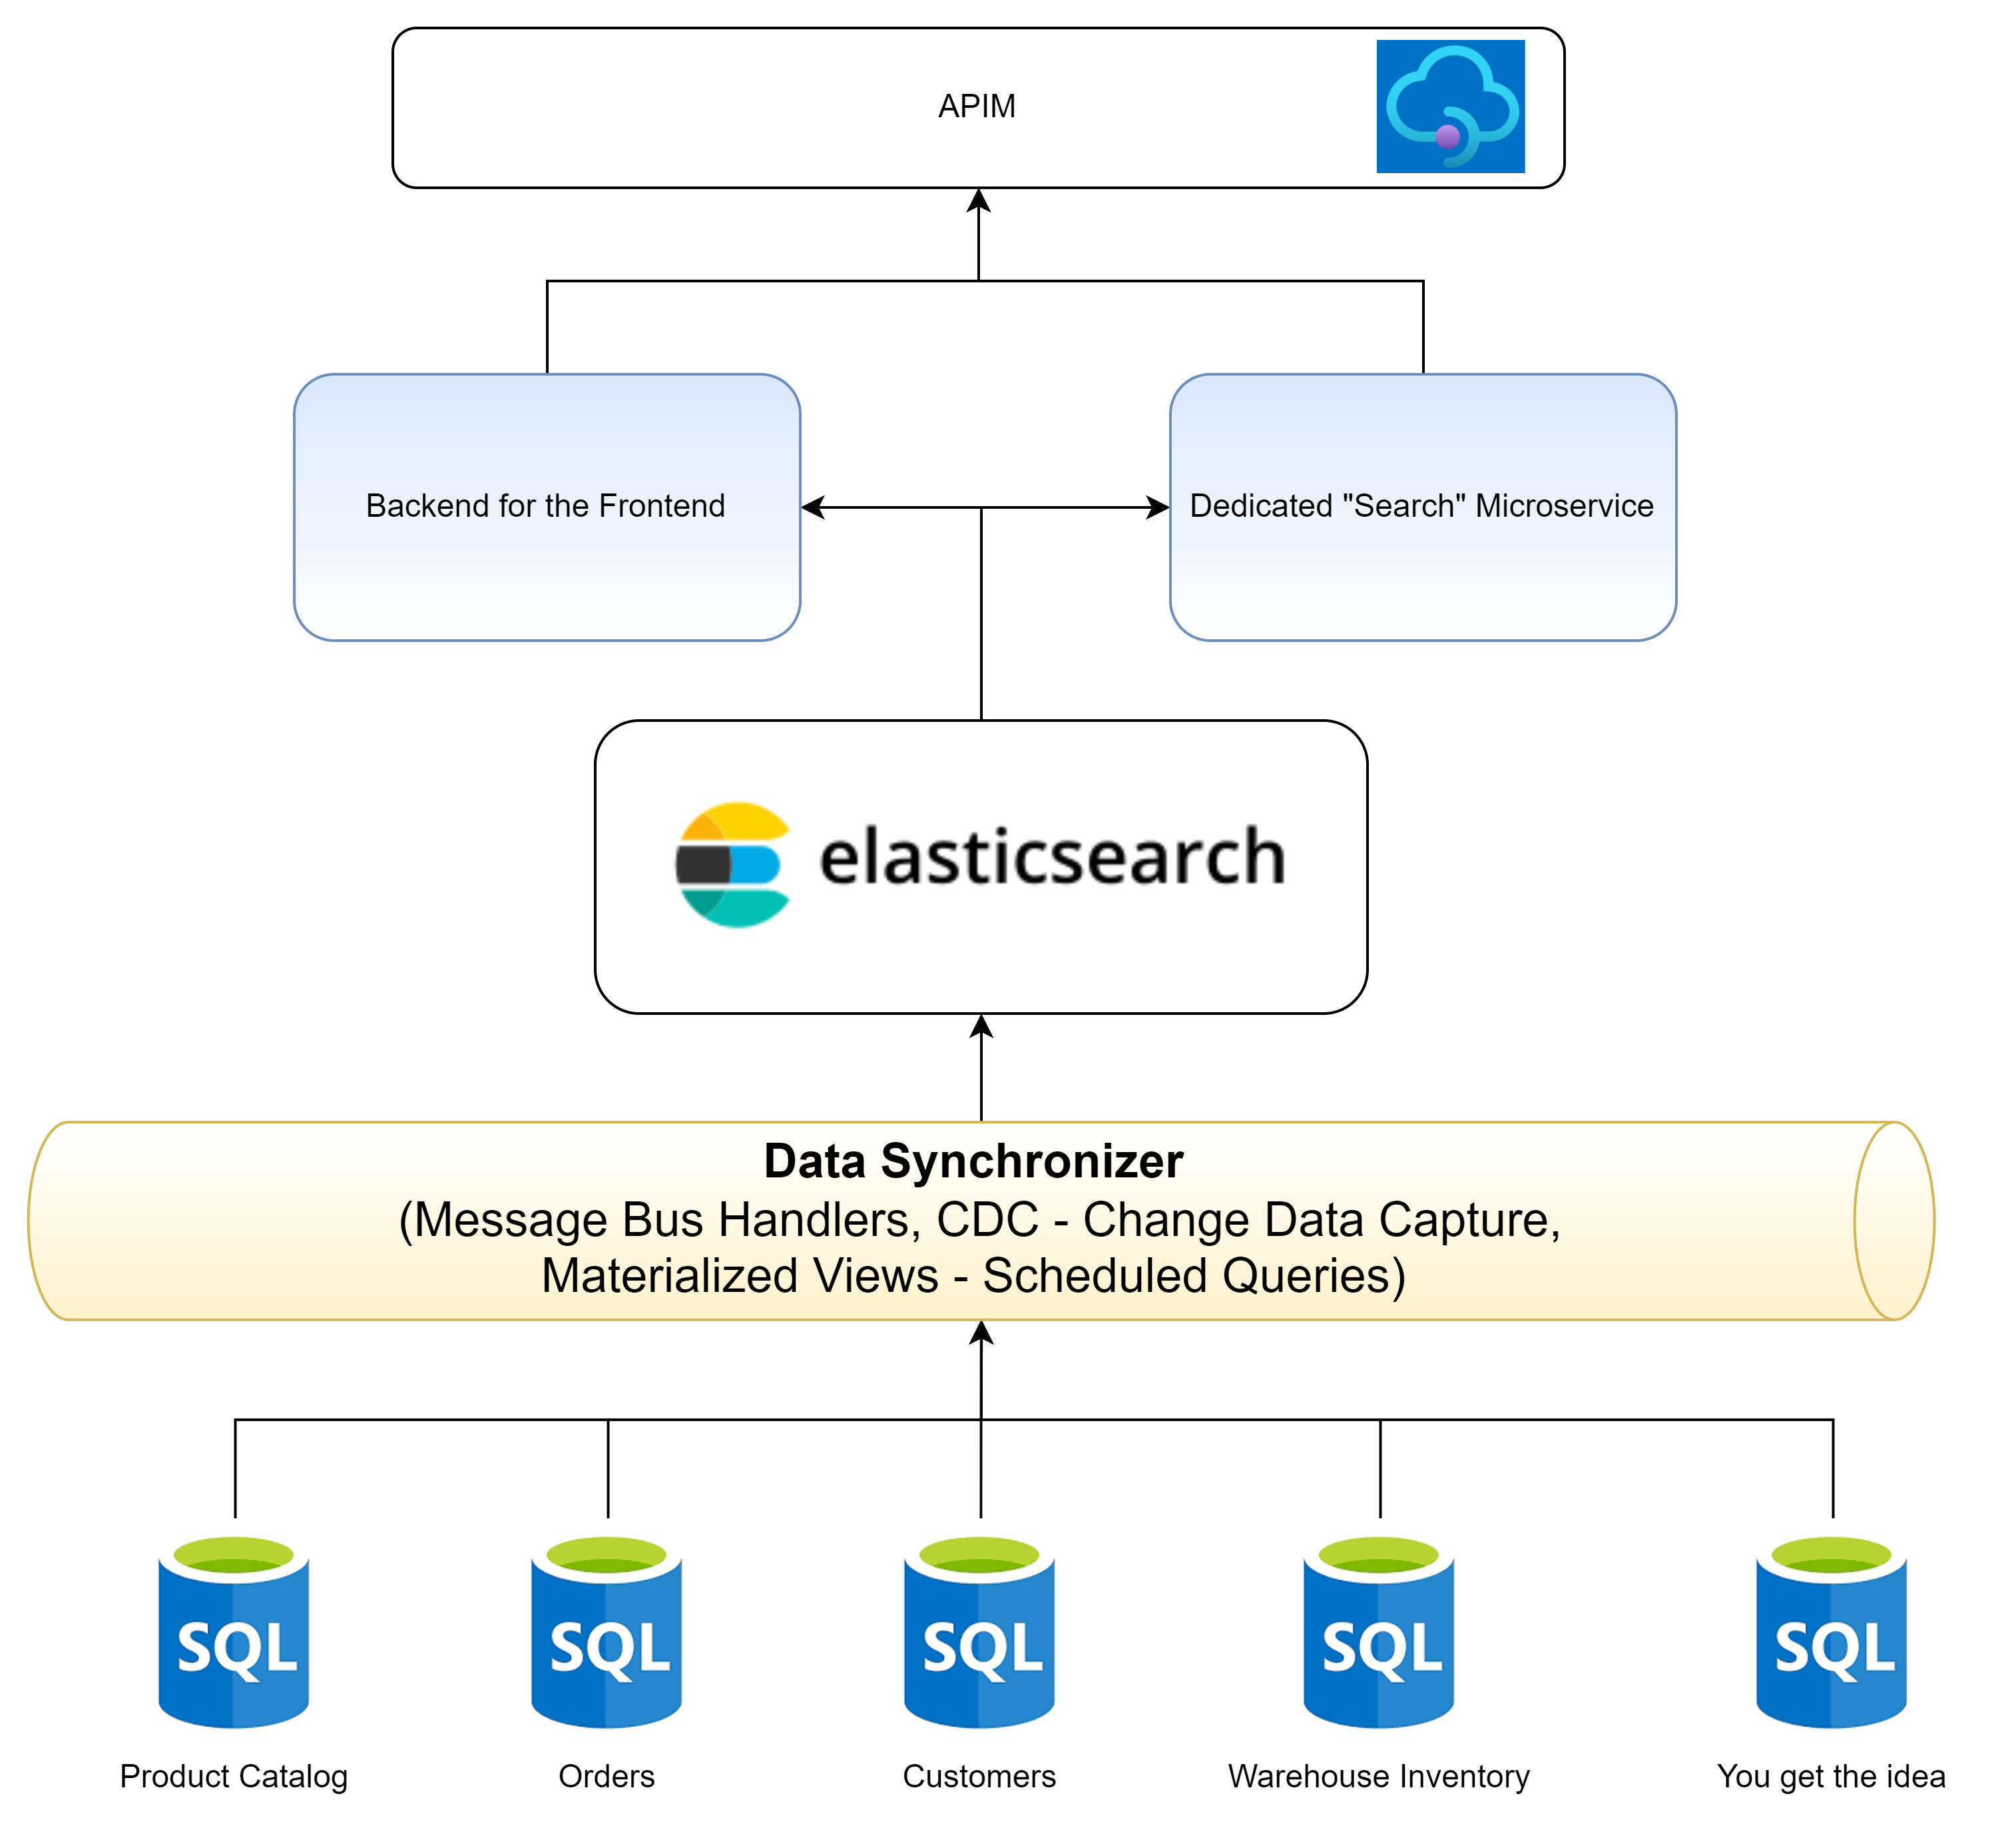 APIM
Backend for the Frontend
Dedicated "Search" Microservice
elasticsearch
Data Synchronizer
(Message Bus Handlers, CDC - Change Data Capture,
Materialized Views - Scheduled Queries)
SQL
SQL
SQL
SQL
SQL
Product Catalog
Orders
Customers
Warehouse Inventory
You get the idea